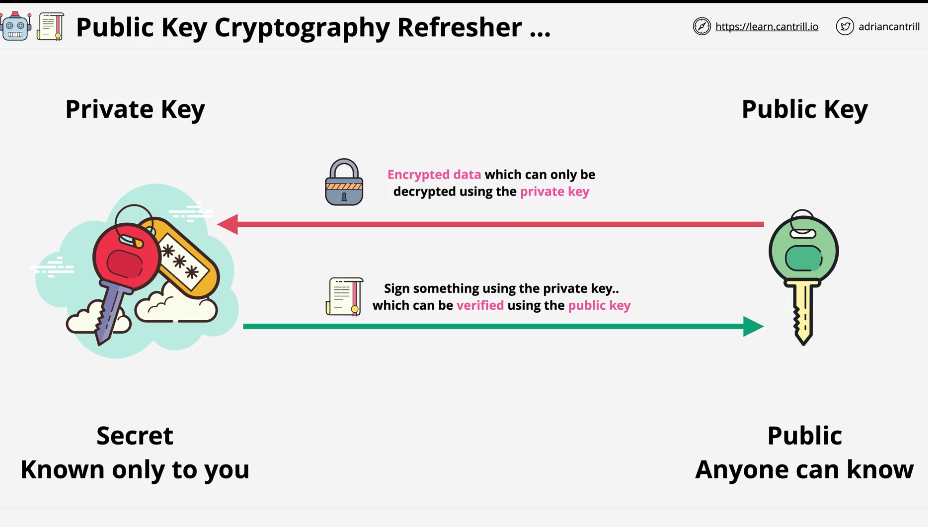 Public Key Cryptography Refresher ...
https://learn.cantrill.io
adriancantrill
Private Key
Public Key
Encrypted data which can only be
decrypted using the private key
Sign something using the private key..
which can be verified using the public key
Secret
Known only to you
Public
Anyone can know